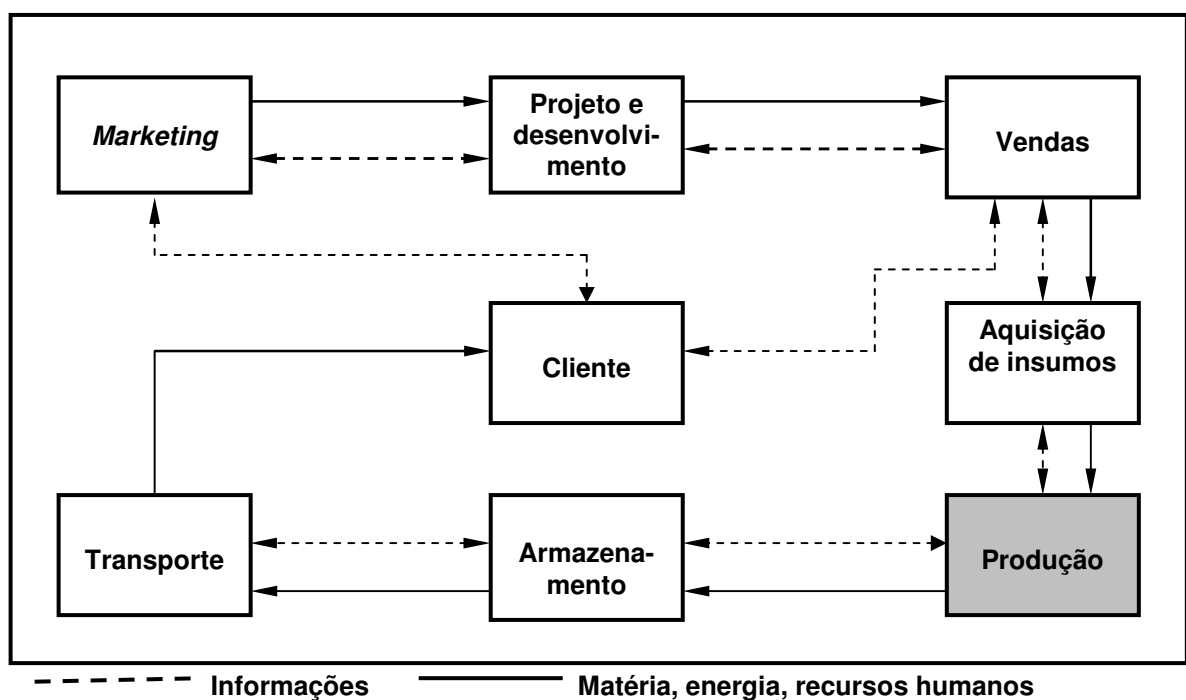 Marketing
Projeto e
desenvolvi-
mento
Vendas
Cliente
Aquisição
de insumos
Transporte
Armazena-
mento
Produção
Informações
Matéria, energia, recursos humanos